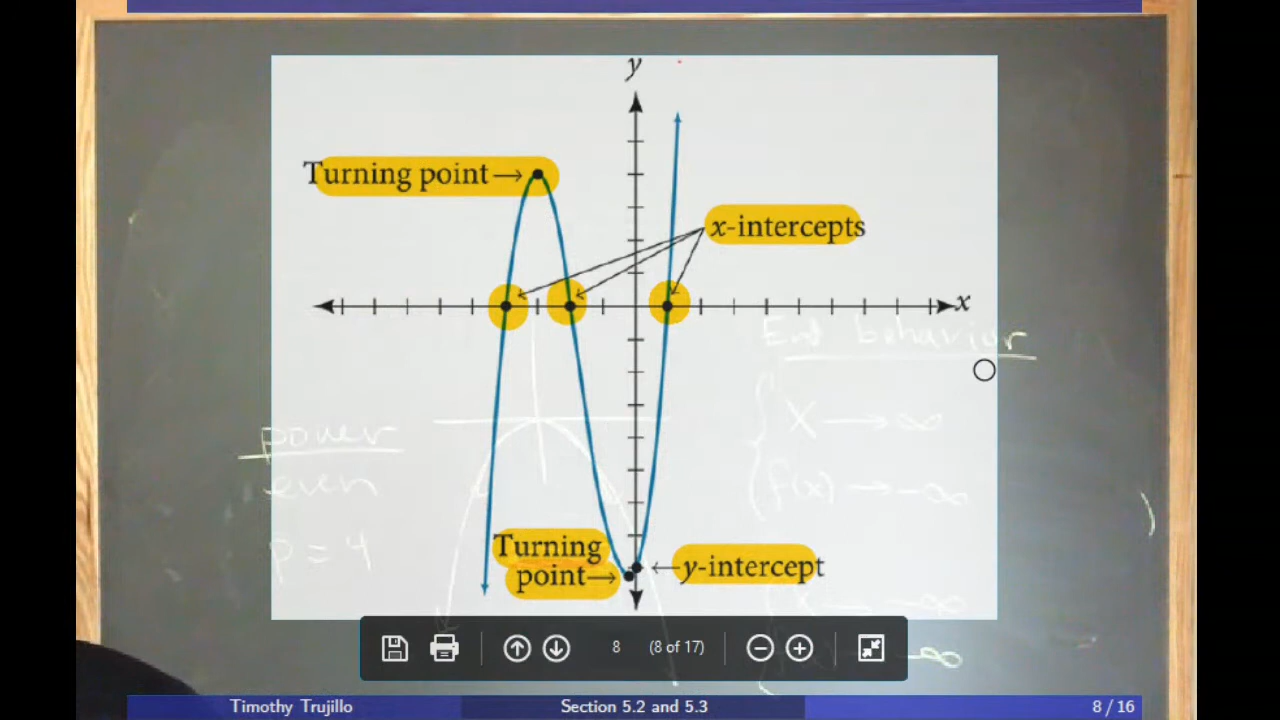 y
Turning point→
x-intercepts
x
End behavior
power
X → ∞
even
f(x) → -∞
p = 4
Turning
point→
←y-intercept
X → -∞
8 (8 of 17)
-∞
Timothy Trujillo Section 5.2 and 5.3 8 / 16